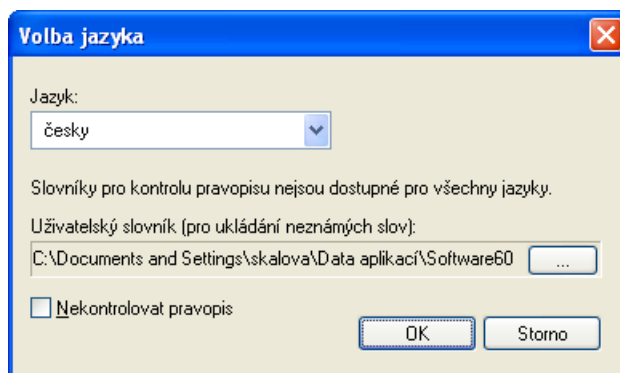 Volba jazyka
Jazyk:
česky
Slovníky pro kontrolu pravopisu nejsou dostupné pro všechny jazyky.
Uživatelský slovník (pro ukládání neznámých slov):
C:\Documents and Settings\skalova\Data aplikací\Software60
...
Nekontrolovat pravopis
OK
Storno